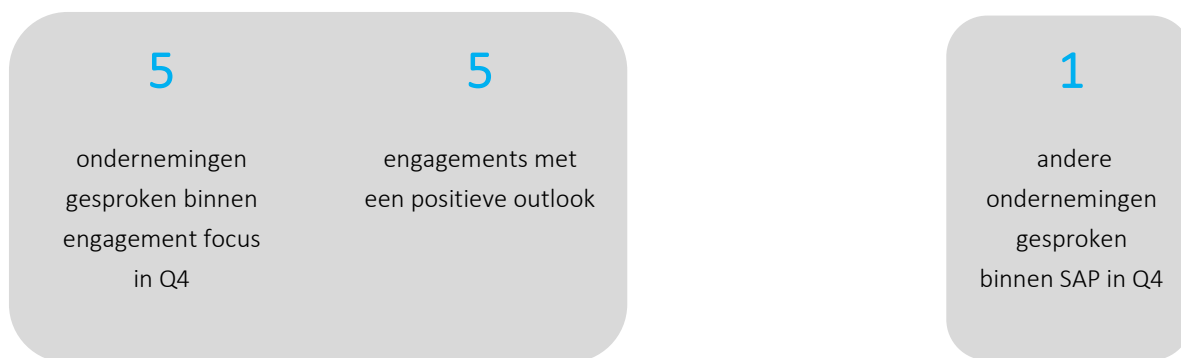 5
ondernemingen
gesproken binnen
engagement focus
in Q4
5
engagements met
een positieve outlook
1
andere
ondernemingen
gesproken
binnen SAP in Q4